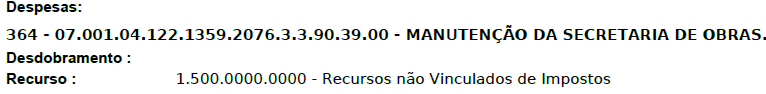 Despesas:
364 - 07.001.04.122.1359.2076.3.3.90.39.00 - MANUTENÇÃO DA SECRETARIA DE OBRAS.
Desdobramento :
Recurso : 1.500.0000.0000 - Recursos não Vinculados de Impostos